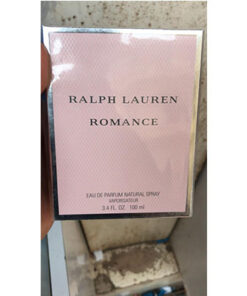 RALPH LAUREN
ROMANCE
EAU DE PARFUM NATURAL SPRAY
VAPORISATEUR
3.4 FL. OZ. 100 ml